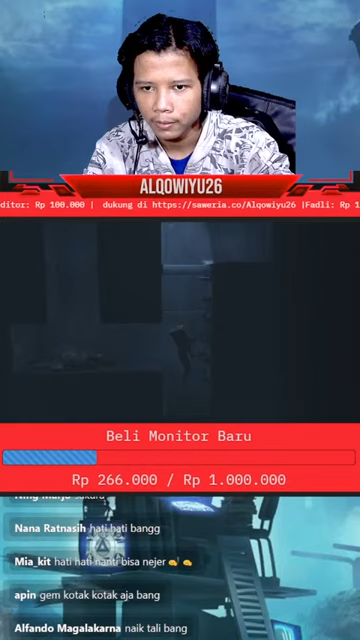 ALQOWIYU26
ditor: Rp 100.000 | dukung di https://saweria.co/Alqowiyu26 |Fadli: Rp 1
Beli Monitor Baru
Rp 266.000 / Rp 1.000.000
Nana Ratnasih hati hati bangg
Mia_kit hati hati nanti bisa nejer
apin gem kotak kotak aja bang
Alfando Magalakarna naik tali bang